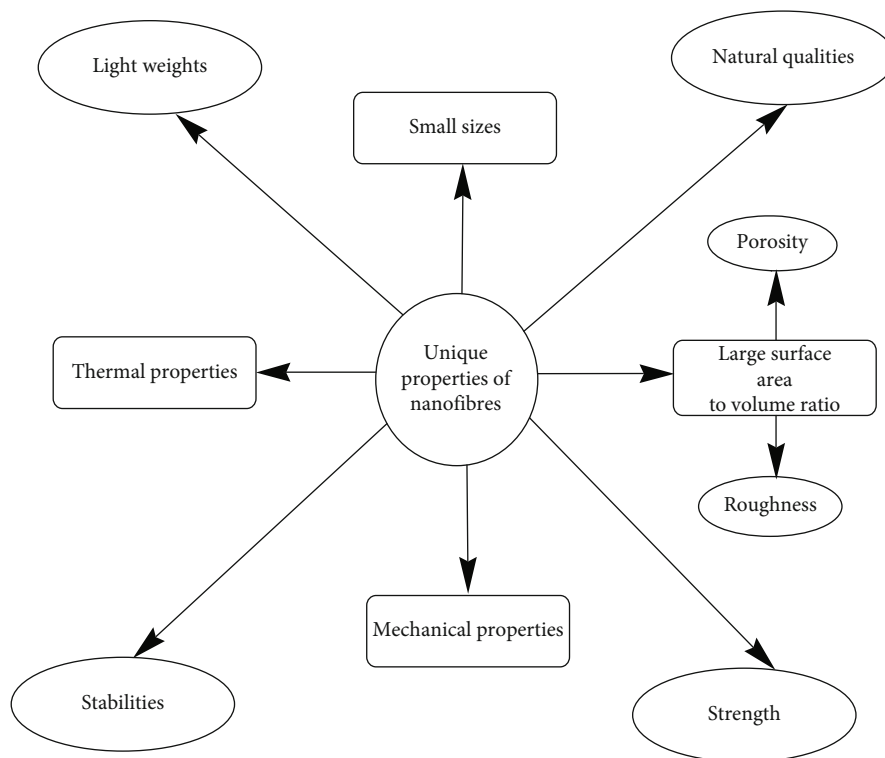 Light weights
Natural qualities
Small sizes
Porosity
Unique
properties of
nanofibres
Thermal properties
Large surface
area
to volume ratio
Roughness
Mechanical properties
Stabilities
Strength